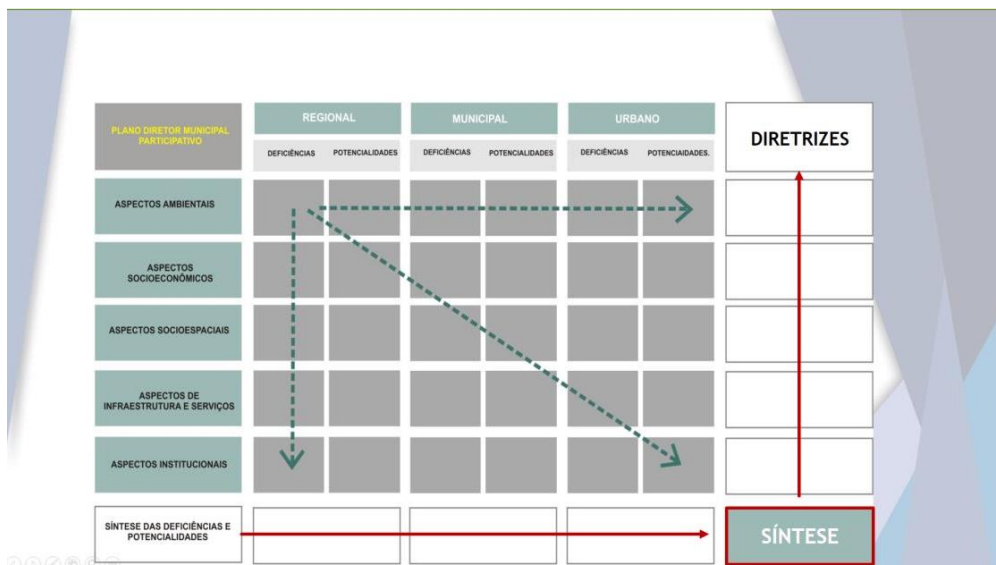 PLANO DIRETOR MUNICIPAL
PARTICIPATIVO
REGIONAL
MUNICIPAL
URBANO
DIRETRIZES
DEFICIÊNCIAS
POTENCIALIDADES
DEFICIÊNCIAS
POTENCIALIDADES
DEFICIÊNCIAS
POTENCIAIDADES.
ASPECTOS AMBIENTAIS
ASPECTOS
SOCIOECONÔMICOS
ASPECTOS SOCIOESPACIAIS
ASPECTOS DE
INFRAESTRUTURA E SERVIÇOS
ASPECTOS INSTITUCIONAIS
SÍNTESE DAS DEFICIÊNCIAS E
POTENCIALIDADES
SÍNTESE